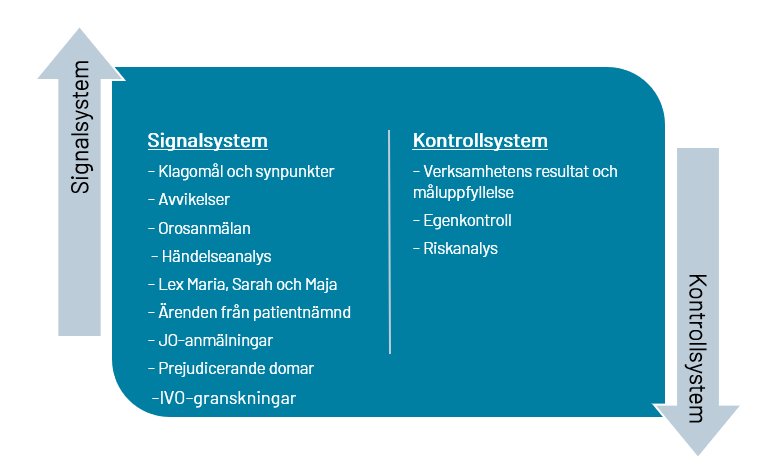 Signalsystem
Signalsystem
- Klagomål och synpunkter
- Avvikelser
- Orosanmälan
- Händelseanalys
- Lex Maria, Sarah och Maja
- Ärenden från patientnämnd
- JO-anmälningar
- Prejudicerande domar
-IVO-granskningar
Kontrollsystem
- Verksamhetens resultat och
måluppfyllelse
- Egenkontroll
- Riskanalys
Kontrollsystem